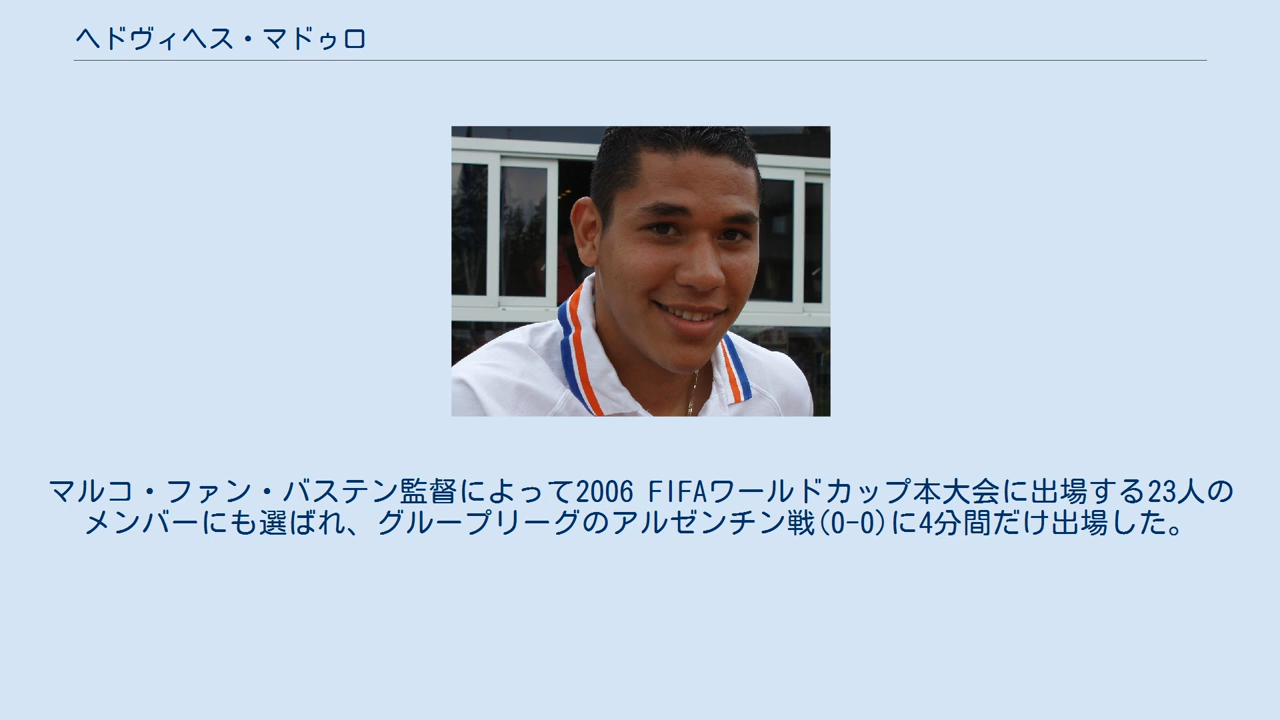 ヘドヴィヘス・マドゥロ
マルコ・ファン・バステン監督によって2006 FIFAワールドカップ本大会に出場する23人の
メンバーにも選ばれ、グループリーグのアルゼンチン戦(0-0)に4分間だけ出場した。